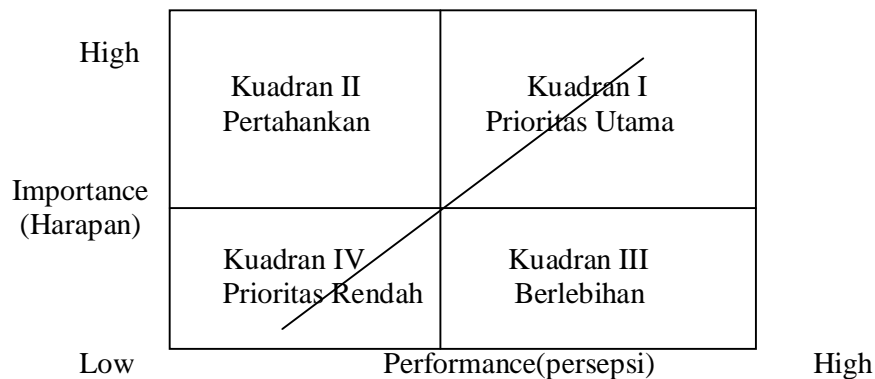 High
Kuadran II
Pertahankan
Kuadran I
Prioritas Utama
Importance
(Harapan)
Kuadran IV
Prioritas Rendah
Kuadran III
Berlebihan
Low
Performance(persepsi)
High